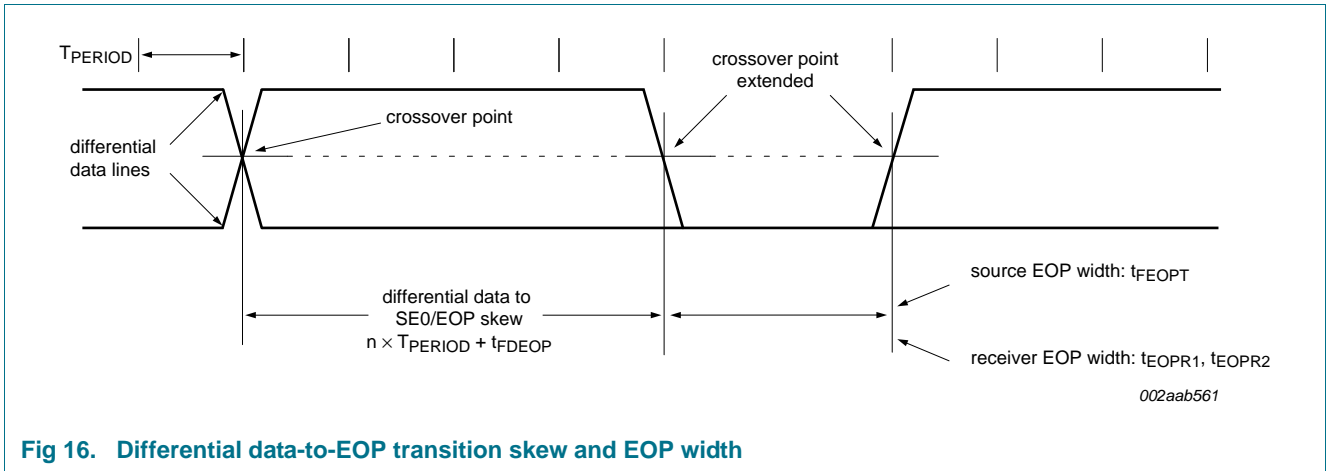 TPERIOD
crossover point
extended
crossover point
differential
data lines
source EOP width: tFEOPT
differential data to
SE0/EOP skew
n × TPERIOD + tFDEOP
receiver EOP width: tEOPR1, tEOPR2
002aab561
Fig 16. Differential data-to-EOP transition skew and EOP width